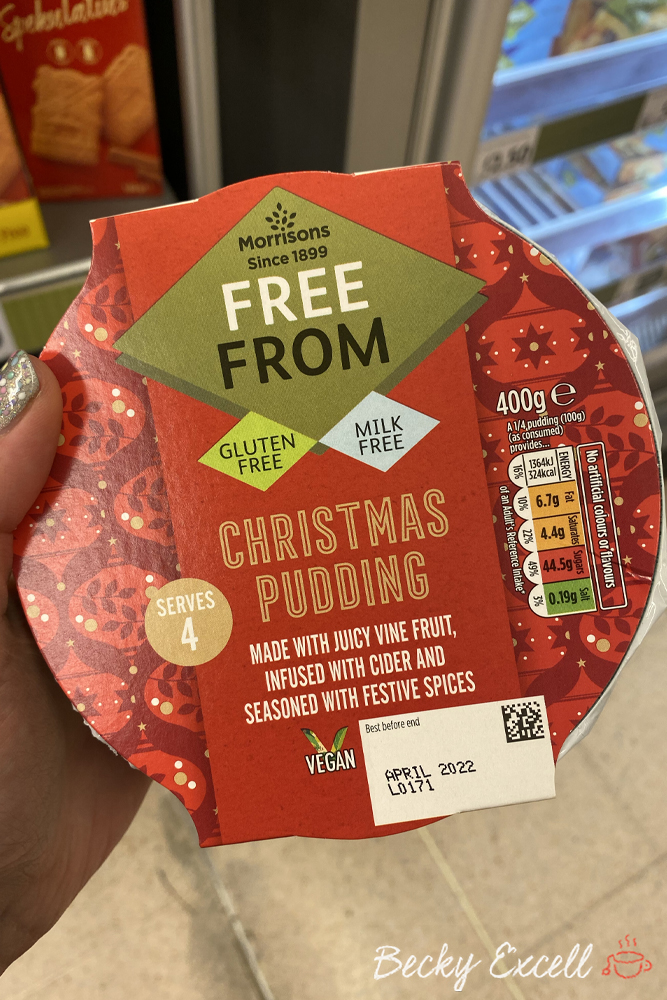 Spekulatius
£3.50
Morrisons
Since 1899
FREE
FROM
GLUTEN
FREE
MILK
FREE
CHRISTMAS
PUDDING
SERVES
4
MADE WITH JUICY VINE FRUIT,
INFUSED WITH CIDER AND
SEASONED WITH FESTIVE SPICES
VEGAN
Best before end
APRIL 2022
L0171
400g e
A 1/4 pudding (100g)
(as consumed)
provides...
ENERGY
1364kJ
324kcal
16%
Fat
6.7g
10%
Saturates
4.4g
22%
Sugars
44.5g
49%
Salt
0.19g
3%
of an Adult's Reference Intake*
No artificial colours or flavours
Becky Excell